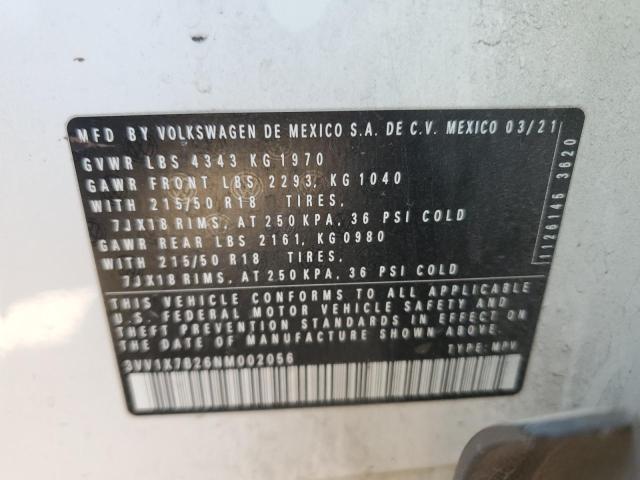 MFD BY VOLKSWAGEN DE MEXICO S.A. DE C.V. MEXICO 03/21
GVWR LBS 4343 KG 1970
GAWR FRONT LBS 2293, KG 1040
WITH 215/50 R18 TIRES,
7JX18 RIMS, AT 250 KPA, 36 PSI COLD
GAWR REAR LBS 2161, KG 0980
WITH 215/50 R18 TIRES,
7JX18 RIMS, AT 250 KPA, 36 PSI COLD
THIS VEHICLE CONFORMS TO ALL APPLICABLE
U.S. FEDERAL MOTOR VEHICLE SAFETY AND
THEFT PREVENTION STANDARDS IN EFFECT ON
THE DATE OF MANUFACTURE SHOWN ABOVE.
3VV1X7B26NM002056 TYPE: MPV
1126146 3620